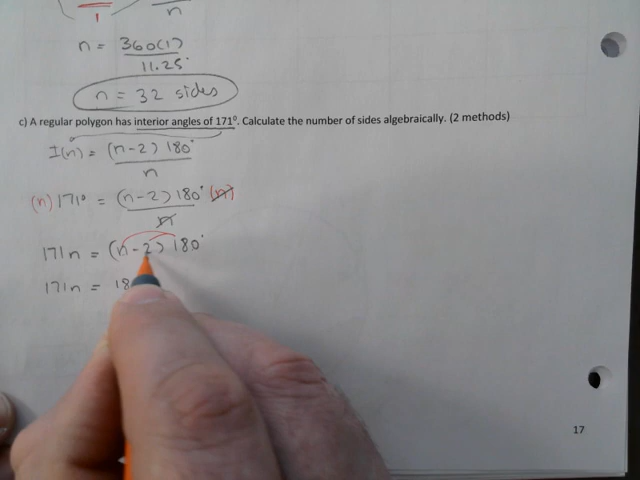 1 n
n = 360(1)
11.25°
n = 32 sides
c) A regular polygon has interior angles of 171°. Calculate the number of sides algebraically. (2 methods)
I(n) = (n-2) 180°
n
(n) 171° = (n-2) 180° (n)
n
171n = (n-2) 180°
171n = 18
17